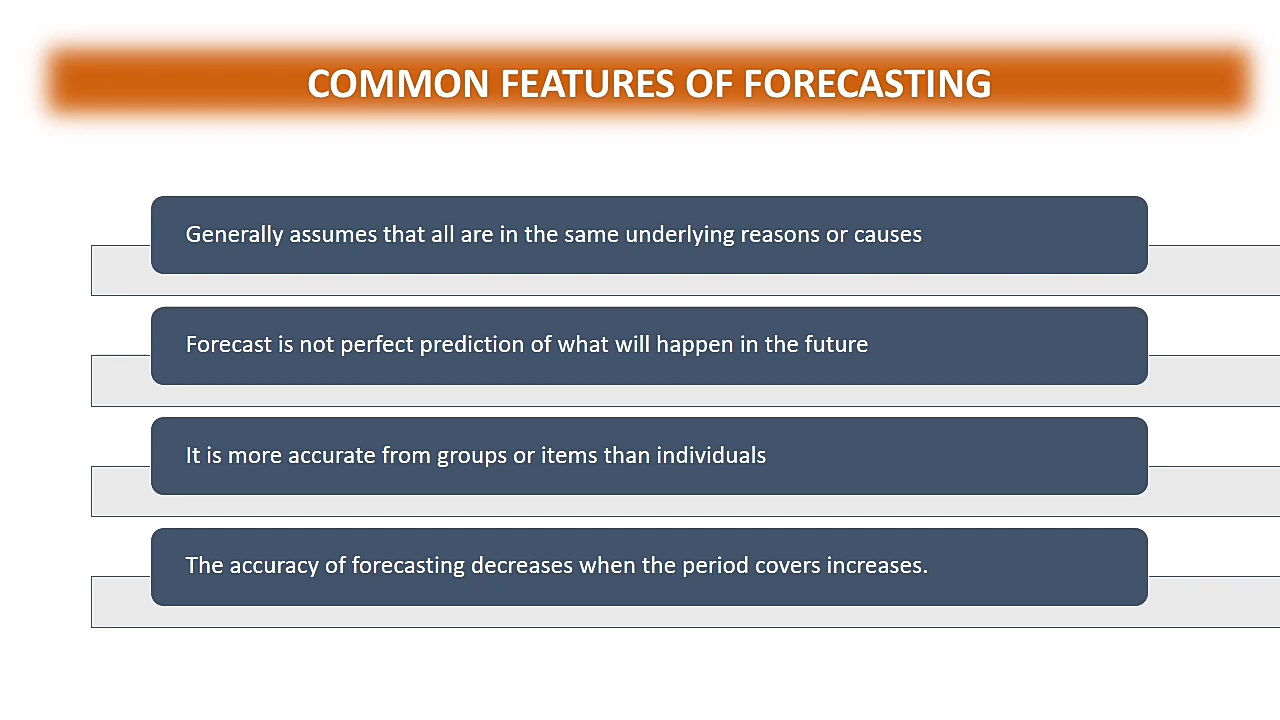 COMMON FEATURES OF FORECASTING
Generally assumes that all are in the same underlying reasons or causes
Forecast is not perfect prediction of what will happen in the future
It is more accurate from groups or items than individuals
The accuracy of forecasting decreases when the period covers increases.